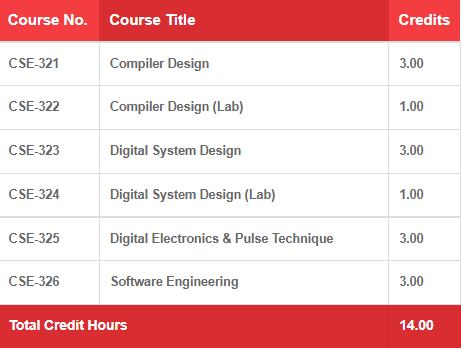 Course No. Course Title Credits
CSE-321 Compiler Design 3.00
CSE-322 Compiler Design (Lab) 1.00
CSE-323 Digital System Design 3.00
CSE-324 Digital System Design (Lab) 1.00
CSE-325 Digital Electronics & Pulse Technique 3.00
CSE-326 Software Engineering 3.00
Total Credit Hours 14.00